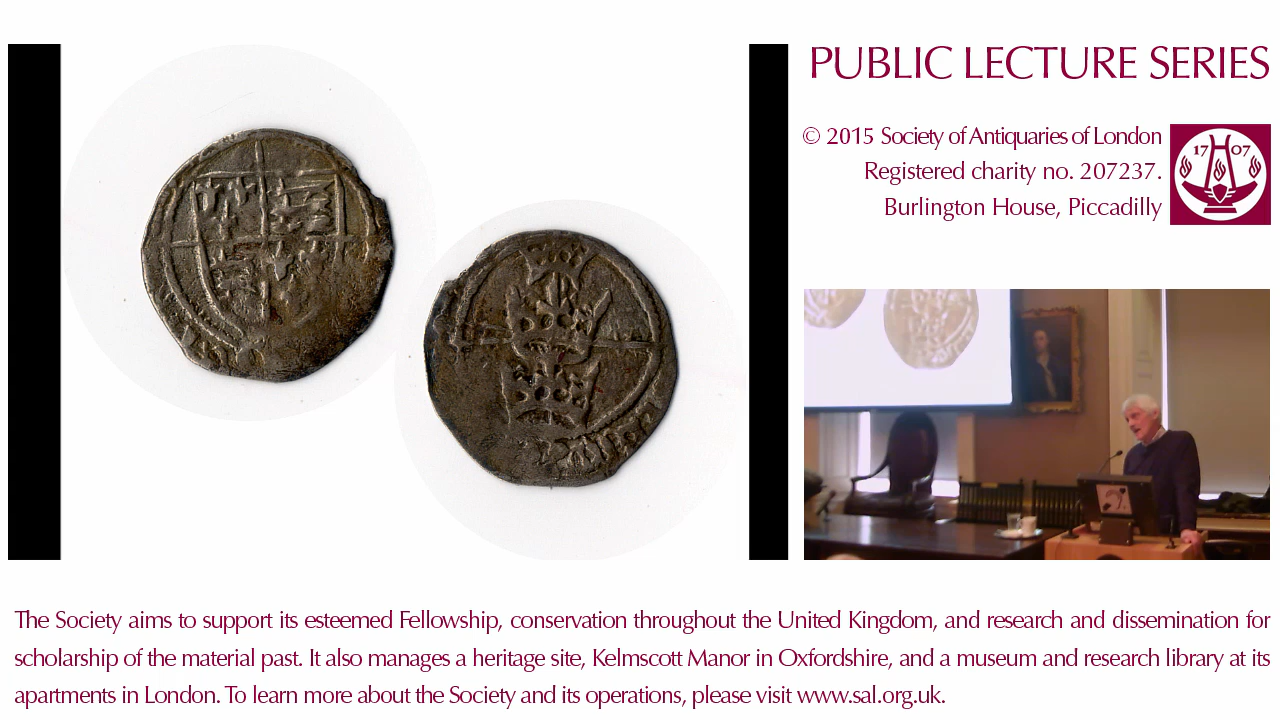 PUBLIC LECTURE SERIES
© 2015 Society of Antiquaries of London
Registered charity no. 207237.
Burlington House, Piccadilly
17 07
The Society aims to support its esteemed Fellowship, conservation throughout the United Kingdom, and research and dissemination for
scholarship of the material past. It also manages a heritage site, Kelmscott Manor in Oxfordshire, and a museum and research library at its
apartments in London. To learn more about the Society and its operations, please visit www.sal.org.uk.